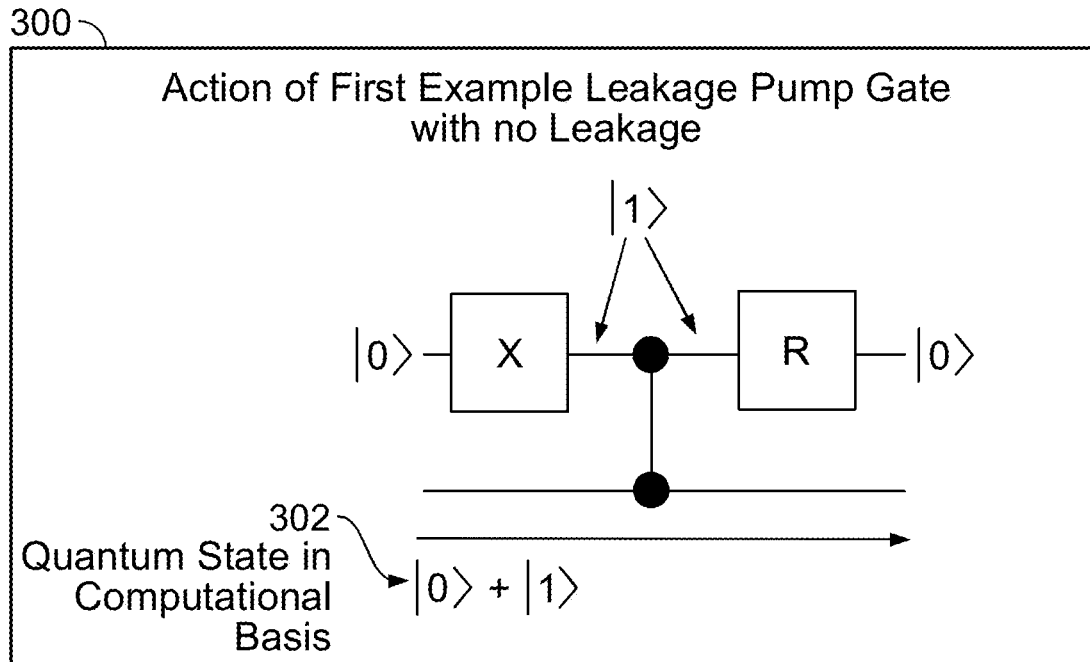 300
Action of First Example Leakage Pump Gate
with no Leakage
|1⟩
|0⟩ X R |0⟩
302
Quantum State in
Computational
Basis
|0⟩ + |1⟩